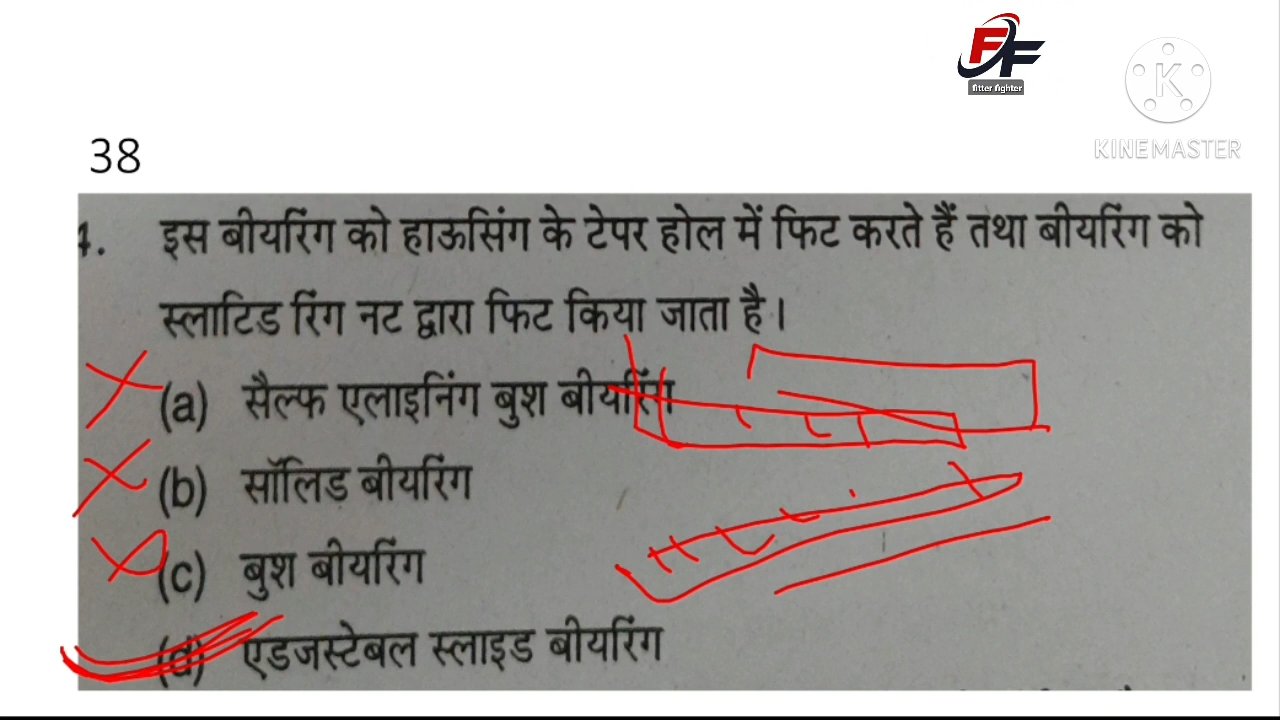 fitter fighter
KINEMASTER
38
इस बीयरिंग को हाऊसिंग के टेपर होल में फिट करते हैं तथा बीयरिंग को
स्लाटिड रिंग नट द्वारा फिट किया जाता है।
(a) सैल्फ एलाइनिंग बुश बीयरिंग
(b) सॉलिड बीयरिंग
(c) बुश बीयरिंग
(d) एडजस्टेबल स्लाइड बीयरिंग